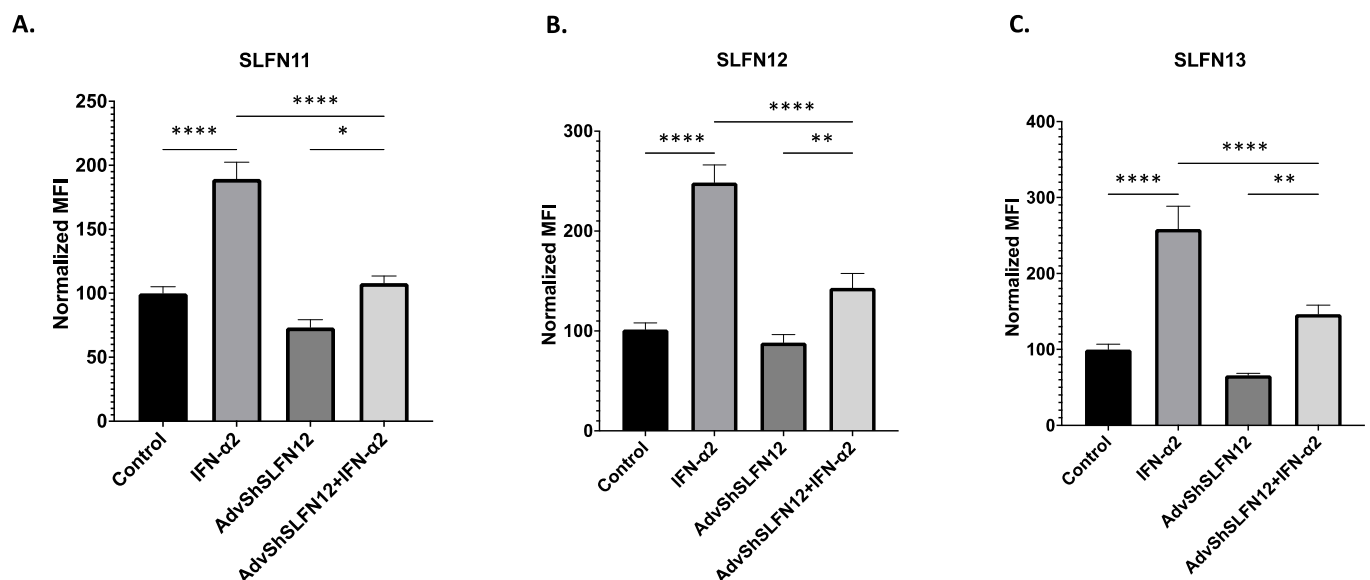 A.
SLFN11
Normalized MFI
250
200
150
100
50
0
****
****
*
Control
IFN-α2
AdvShSLFN12
AdvShSLFN12+IFN-α2
B.
SLFN12
Normalized MFI
300
200
100
0
****
****
**
Control
IFN-α2
AdvShSLFN12
AdvShSLFN12+IFN-α2
C.
SLFN13
Normalized MFI
400
300
200
100
0
****
****
**
Control
IFN-α2
AdvShSLFN12
AdvShSLFN12+IFN-α2